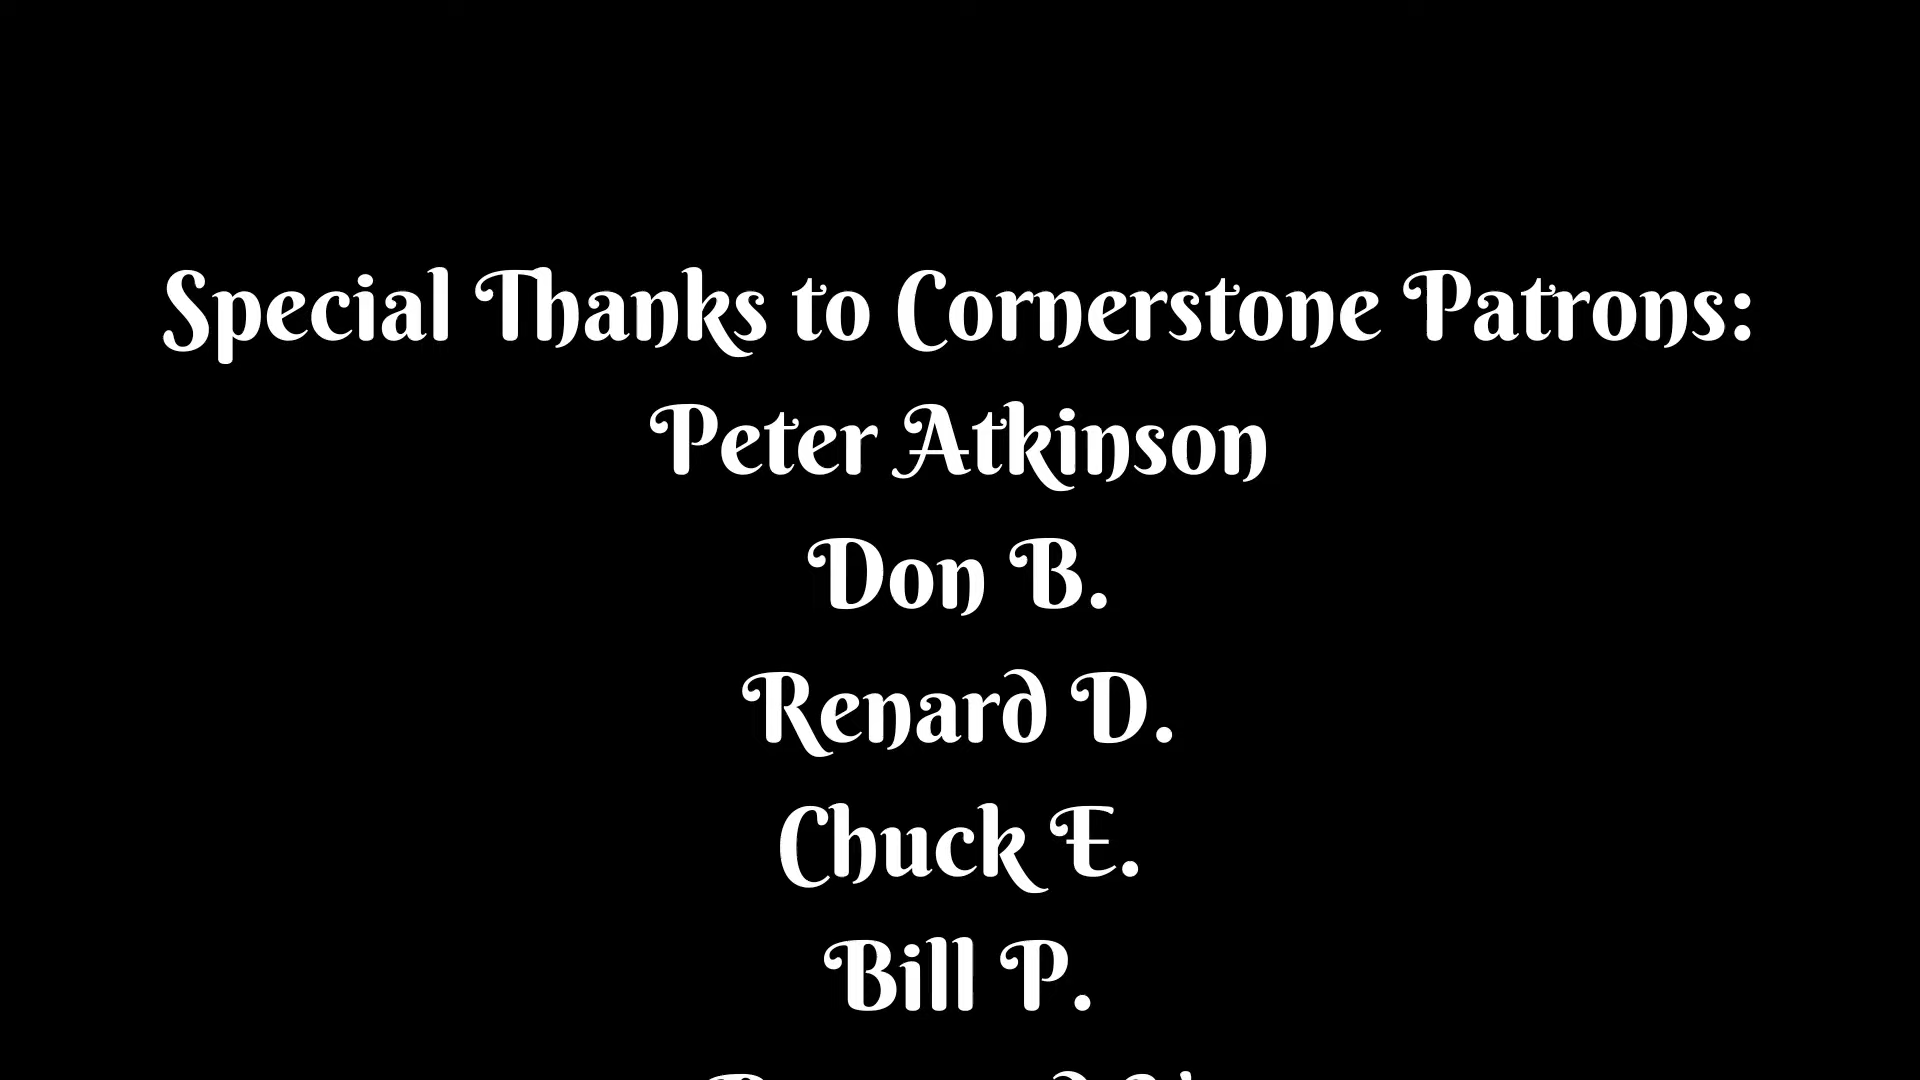 Special Thanks to Cornerstone Patrons:
Peter Atkinson
Don B.
Renard D.
Chuck E.
Bill P.